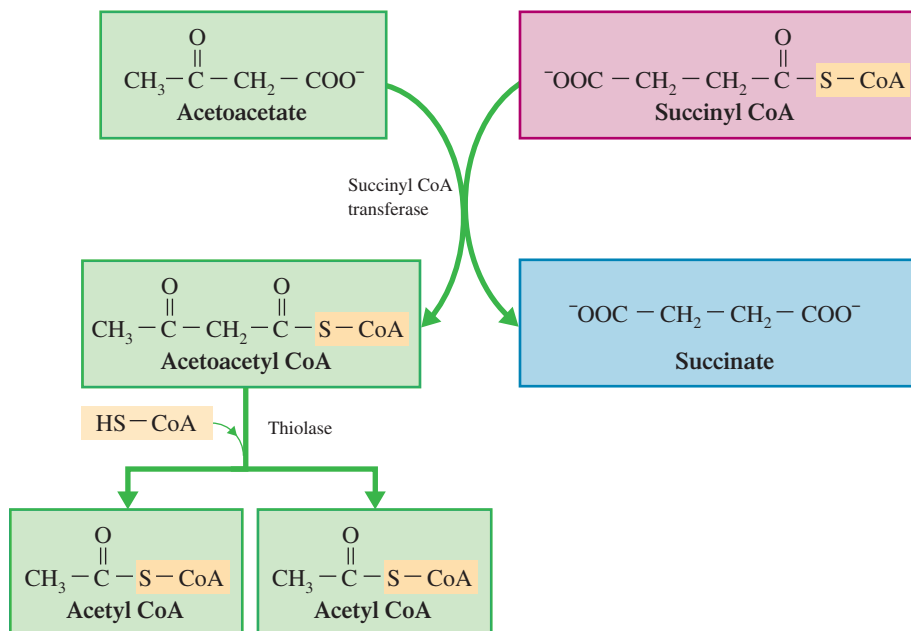 O
||
CH₃ – C – CH₂ – COO⁻
Acetoacetate
O
||
⁻OOC – CH₂ – CH₂ – C – S – CoA
Succinyl CoA
Succinyl CoA
transferase
O O
|| ||
CH₃ – C – CH₂ – C – S – CoA
Acetoacetyl CoA
⁻OOC – CH₂ – CH₂ – COO⁻
Succinate
HS – CoA
Thiolase
O
||
CH₃ – C – S – CoA
Acetyl CoA
O
||
CH₃ – C – S – CoA
Acetyl CoA